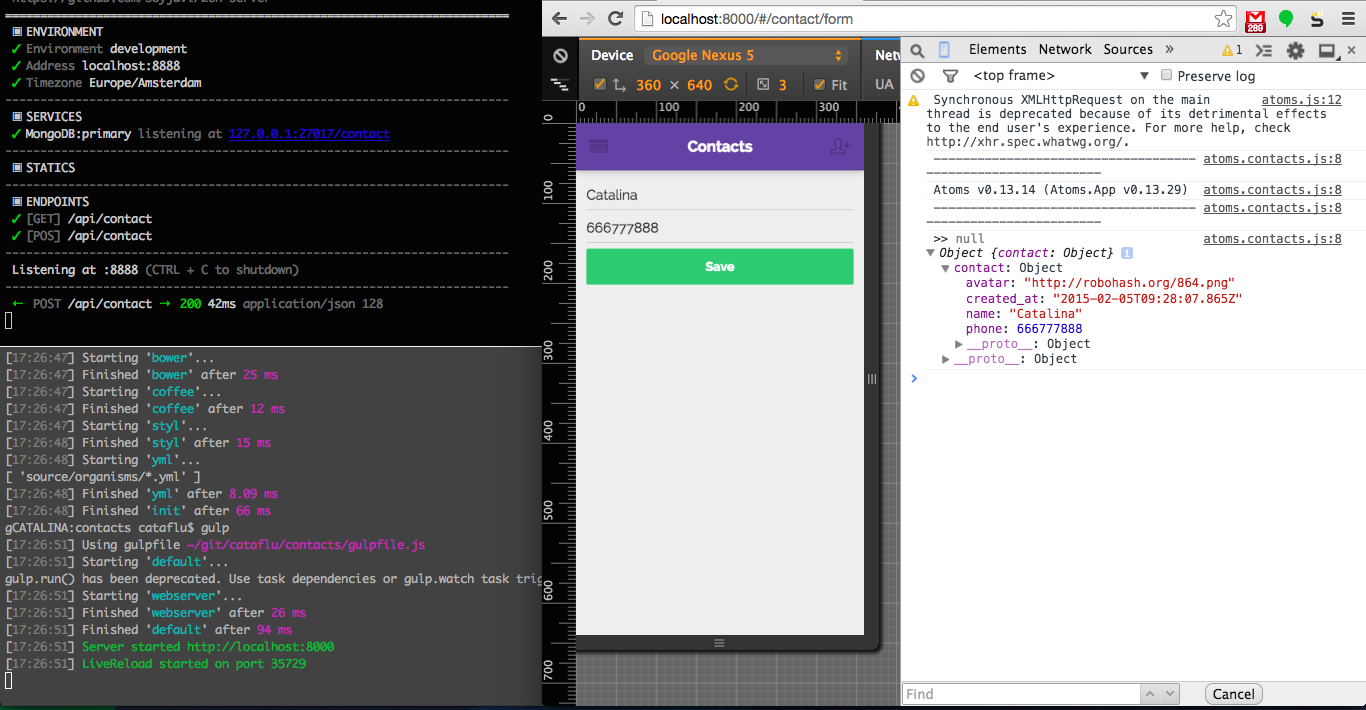 ENVIRONMENT
✓ Environment development
✓ Address localhost:8888
✓ Timezone Europe/Amsterdam
SERVICES
✓ MongoDB:primary listening at 127.0.0.1:27017/contact
STATICS
ENDPOINTS
✓ [GET] /api/contact
✓ [POS] /api/contact
Listening at :8888 (CTRL + C to shutdown)
← POST /api/contact → 200 42ms application/json 128
[17:26:47] Starting 'bower'...
[17:26:47] Finished 'bower' after 25 ms
[17:26:47] Starting 'coffee'...
[17:26:47] Finished 'coffee' after 12 ms
[17:26:47] Starting 'styl'...
[17:26:48] Finished 'styl' after 15 ms
[17:26:48] Starting 'yml'...
[ 'source/organisms/*.yml' ]
[17:26:48] Finished 'yml' after 8.09 ms
[17:26:48] Finished 'init' after 66 ms
gCATALINA:contacts cataflu$ gulp
[17:26:51] Using gulpfile ~/git/cataflu/contacts/gulpfile.js
[17:26:51] Starting 'default'...
gulp.run() has been deprecated. Use task dependencies or gulp.watch task trig
[17:26:51] Starting 'webserver'...
[17:26:51] Finished 'webserver' after 26 ms
[17:26:51] Finished 'default' after 94 ms
[17:26:51] Server started http://localhost:8000
[17:26:51] LiveReload started on port 35729
localhost:8000/#/contact/form
289
Device Google Nexus 5 Netv
360 × 640 3 Fit UA
0 100 200 300
0
100
200
300
400
500
600
700
Contacts
Catalina
666777888
Save
Elements Network Sources » 1
<top frame> Preserve log
Synchronous XMLHttpRequest on the main atoms.js:12
thread is deprecated because of its detrimental effects
to the end user's experience. For more help, check
http://xhr.spec.whatwg.org/.
------------------------------------ atoms.contacts.js:8
------------------------
Atoms v0.13.14 (Atoms.App v0.13.29) atoms.contacts.js:8
------------------------------------ atoms.contacts.js:8
------------------------
>> null atoms.contacts.js:8
Object {contact: Object}
contact: Object
avatar: "http://robohash.org/864.png"
created_at: "2015-02-05T09:28:07.865Z"
name: "Catalina"
phone: 666777888
__proto__: Object
__proto__: Object
Find Cancel